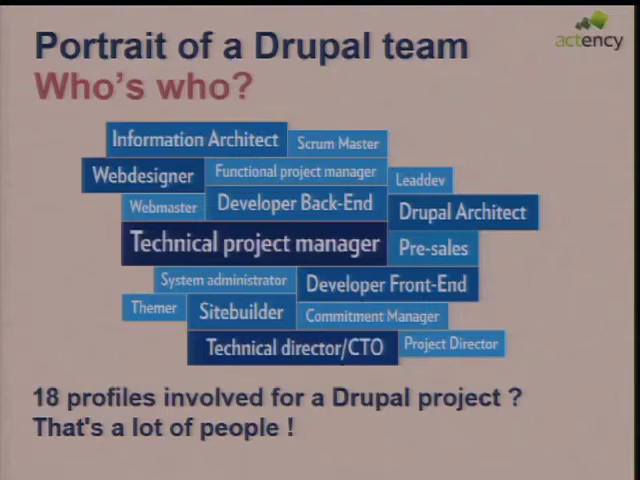 Portrait of a Drupal team
actency
Who's who?
Information Architect
Scrum Master
Webdesigner
Functional project manager
Leaddev
Webmaster
Developer Back-End
Drupal Architect
Technical project manager
Pre-sales
System administrator
Developer Front-End
Themer
Sitebuilder
Commitment Manager
Technical director/CTO
Project Director
18 profiles involved for a Drupal project ?
That's a lot of people !